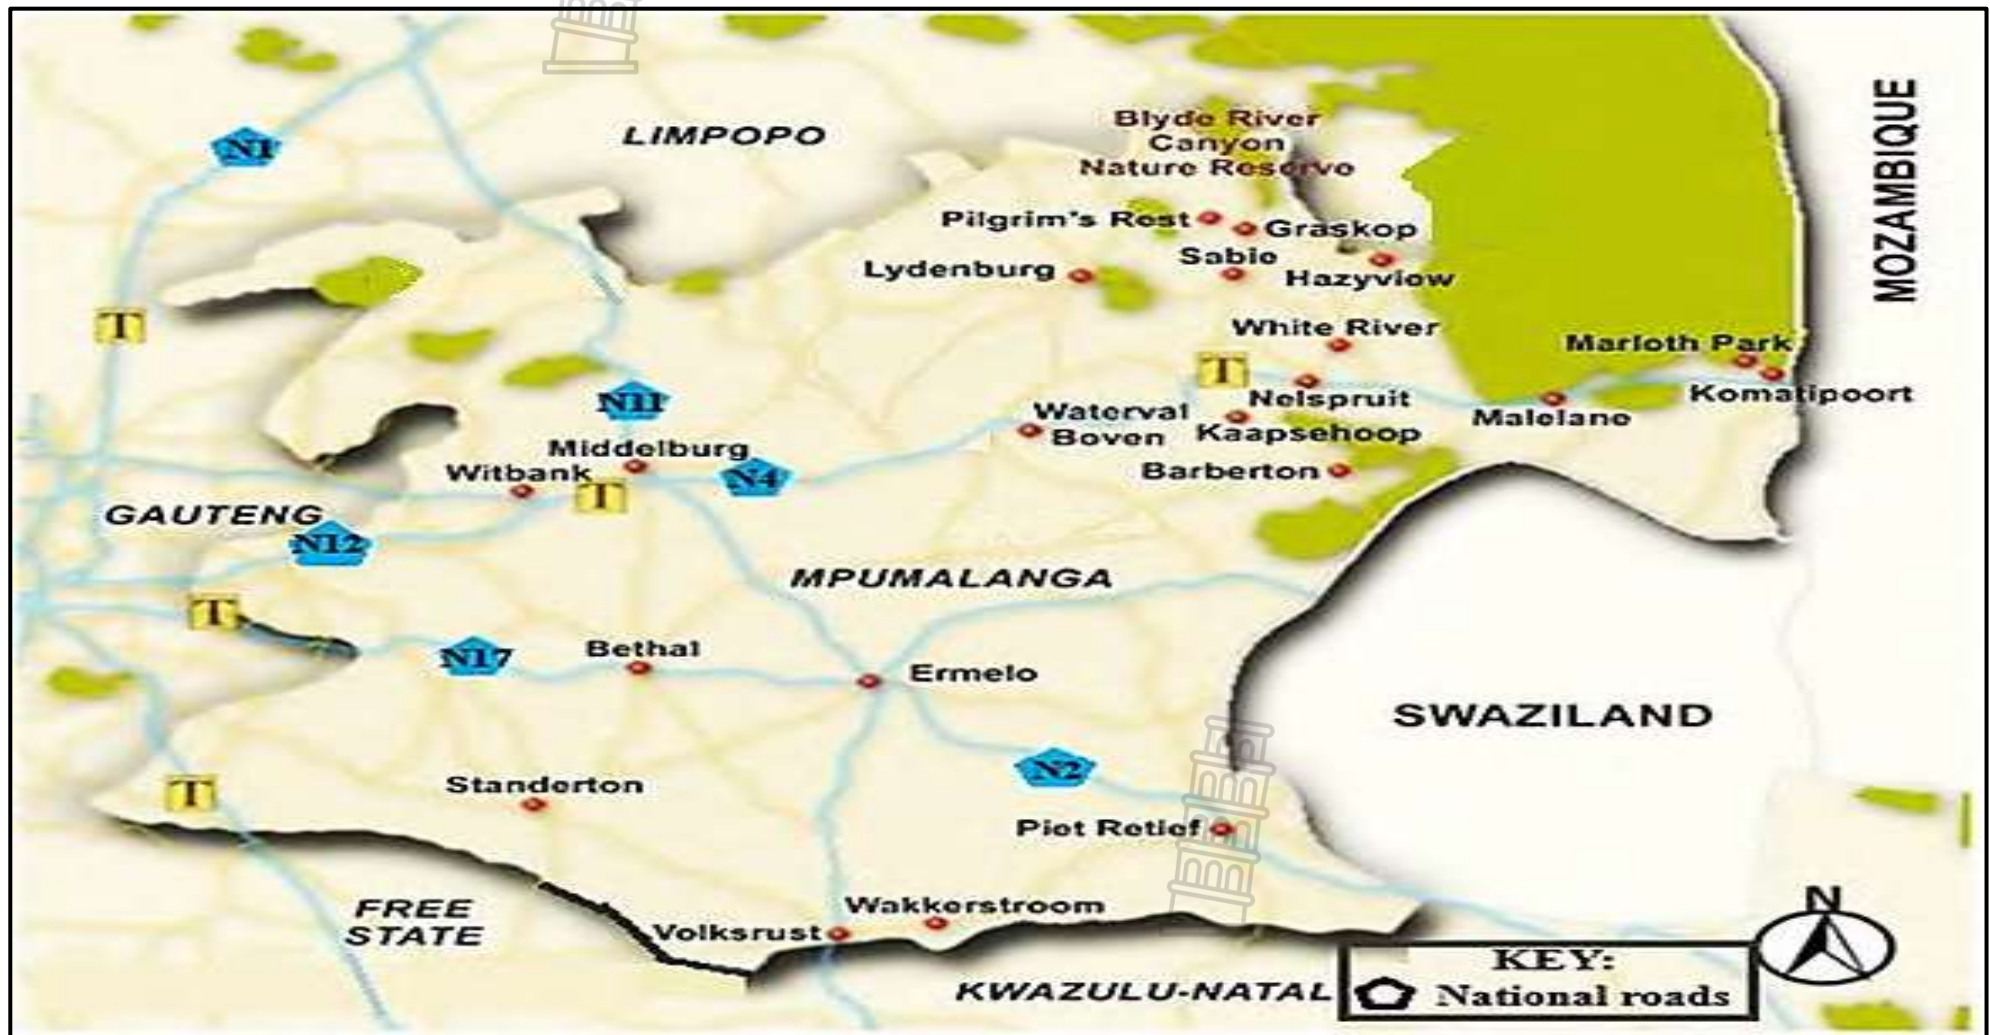 LIMPOPO
MOZAMBIQUE
N1
Blyde River
Canyon
Nature Reserve
Pilgrim's Rest
Graskop
Sabie
Lydenburg
Hazyview
T
White River
Marloth Park
T
Nelspruit
Komatipoort
N11
Malelane
Waterval
Boven
Kaapsehoop
Middelburg
Barberton
Witbank
N4
T
GAUTENG
N12
MPUMALANGA
T
N17
Bethal
Ermelo
SWAZILAND
N2
Standerton
T
Piet Retief
FREE
STATE
Wakkerstroom
Volksrust
KWAZULU-NATAL
N
KEY:
National roads